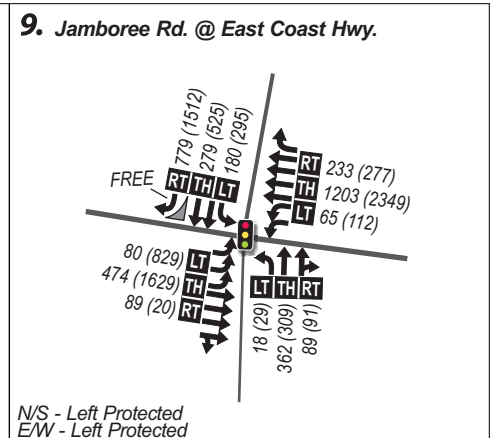 9. Jamboree Rd. @ East Coast Hwy.
779 (1512)
279 (525)
180 (295)
FREE
RT TH LT
RT 233 (277)
TH 1203 (2349)
LT 65 (112)
80 (829) LT
474 (1629) TH
89 (20) RT
LT TH RT
18 (29)
362 (309)
89 (91)
N/S - Left Protected
E/W - Left Protected